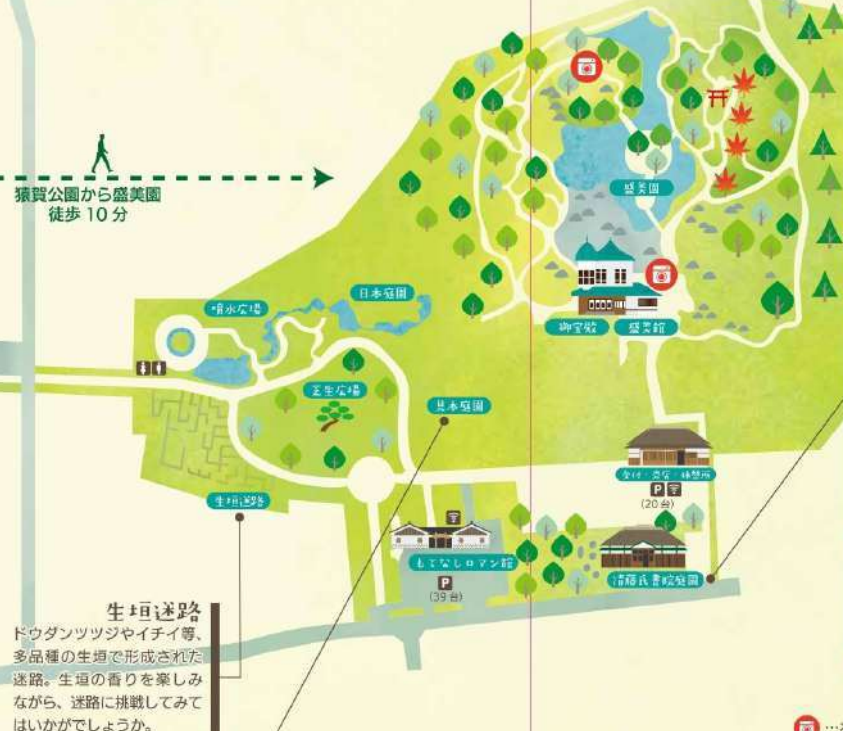 盛美園
猿賀公園から盛美園
徒歩 10 分
御宝殿
盛美館
日本庭園
噴水広場
芝生広場
見本庭園
受付・売店・休憩所
P
(20 台)
生垣迷路
もてなしロマン館
P
(39 台)
清藤氏書院庭園
生垣迷路
ドウダンツツジやイチイ等、
多品種の生垣で形成された
迷路。生垣の香りを楽しみ
ながら、迷路に挑戦してみて
はいかがでしょうか。